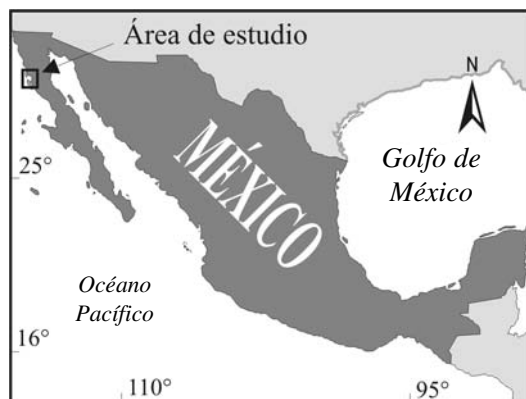 Área de estudio
N
Golfo de
México
25°
MÉXICO
Océano
Pacífico
16°
110°
95°